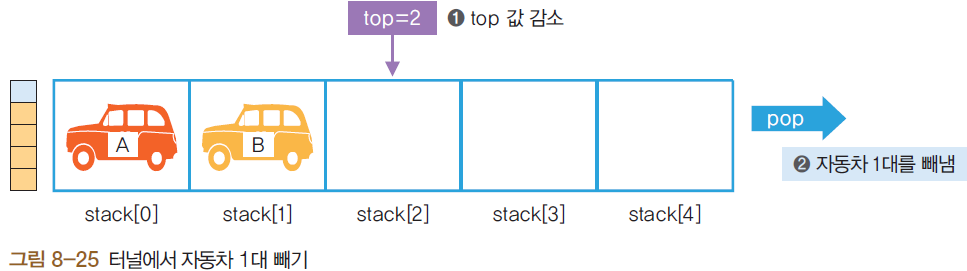 top=2 ❶ top 값 감소
A B
pop
❷ 자동차 1대를 빼냄
stack[0] stack[1] stack[2] stack[3] stack[4]
그림 8-25 터널에서 자동차 1대 빼기